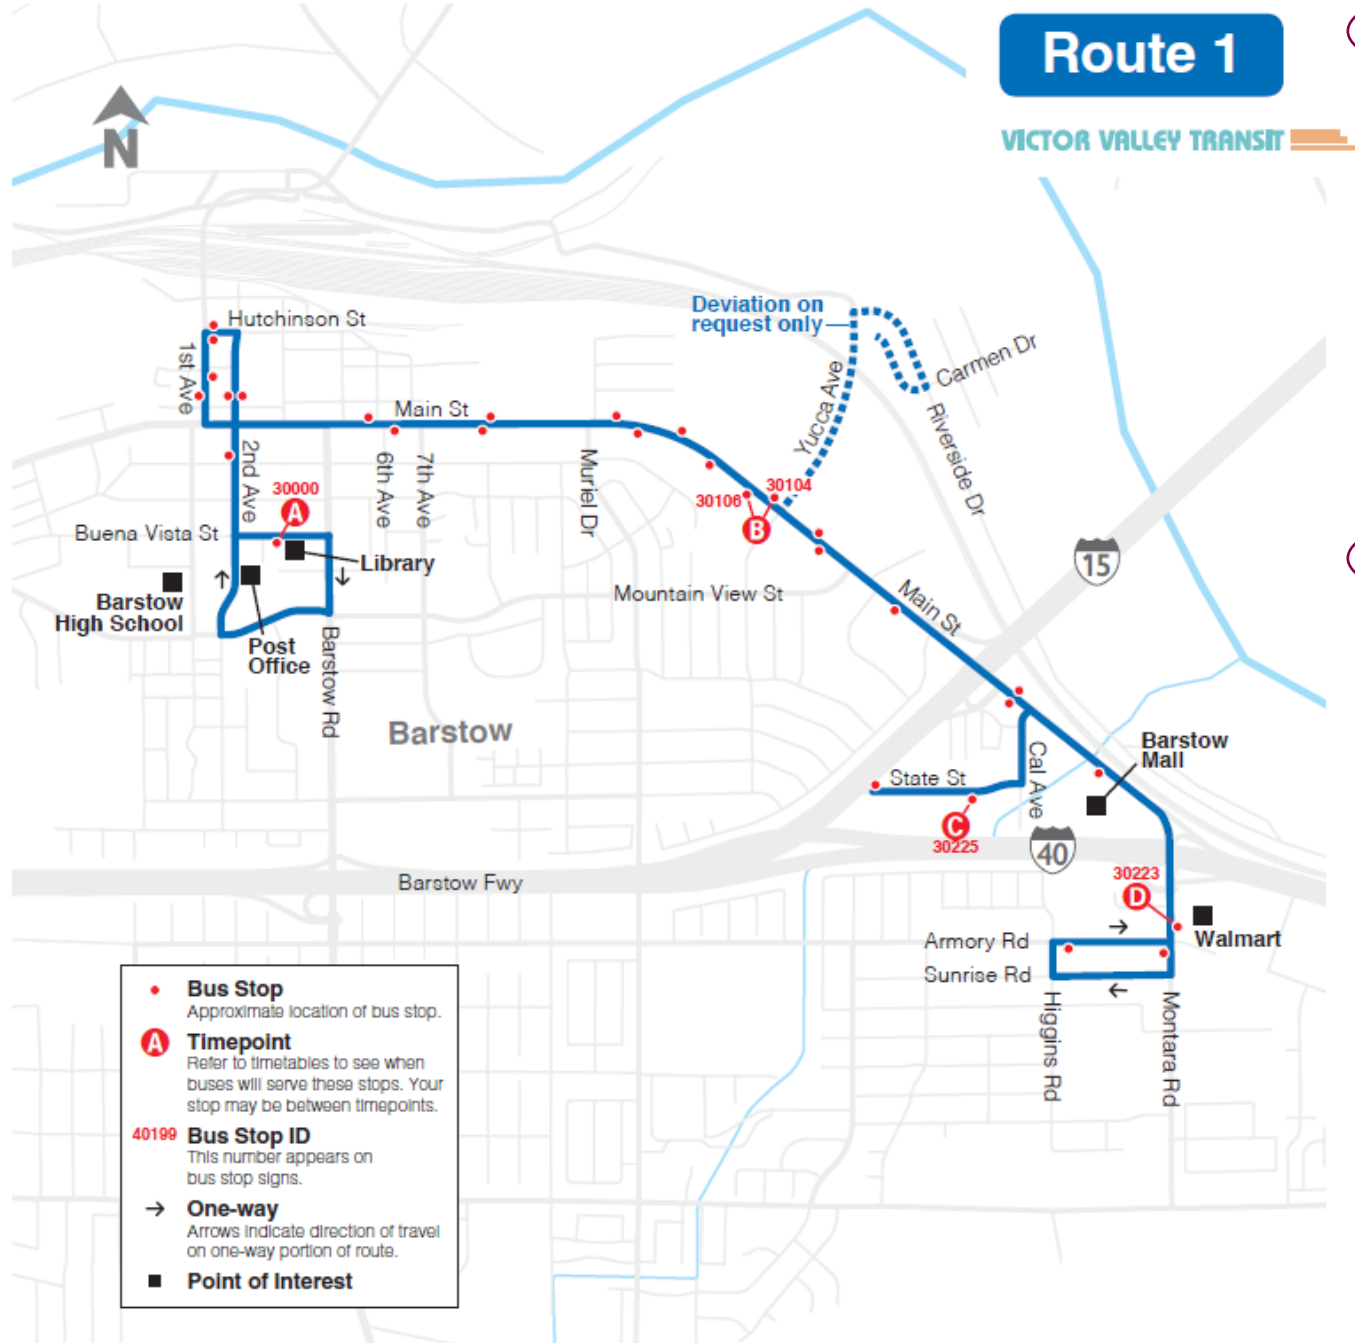 Route 1
VICTOR VALLEY TRANSIT
N
Hutchinson St
1st Ave
Deviation on
request only
Carmen Dr
Yucca Ave
Riverside Dr
Main St
2nd Ave
6th Ave
7th Ave
Muriel Dr
30000
A
30106
30104
B
Buena Vista St
Library
15
Barstow
High School
Post
Office
Barstow Rd
Mountain View St
Main St
Barstow
Barstow
Mall
State St
Cal Ave
C
30225
40
Barstow Fwy
30223
D
Armory Rd
Walmart
Sunrise Rd
Higgins Rd
Montara Rd
Bus Stop
Approximate location of bus stop.
A
Timepoint
Refer to timetables to see when
buses will serve these stops. Your
stop may be between timepoints.
40199 Bus Stop ID
This number appears on
bus stop signs.
One-way
Arrows indicate direction of travel
on one-way portion of route.
Point of Interest